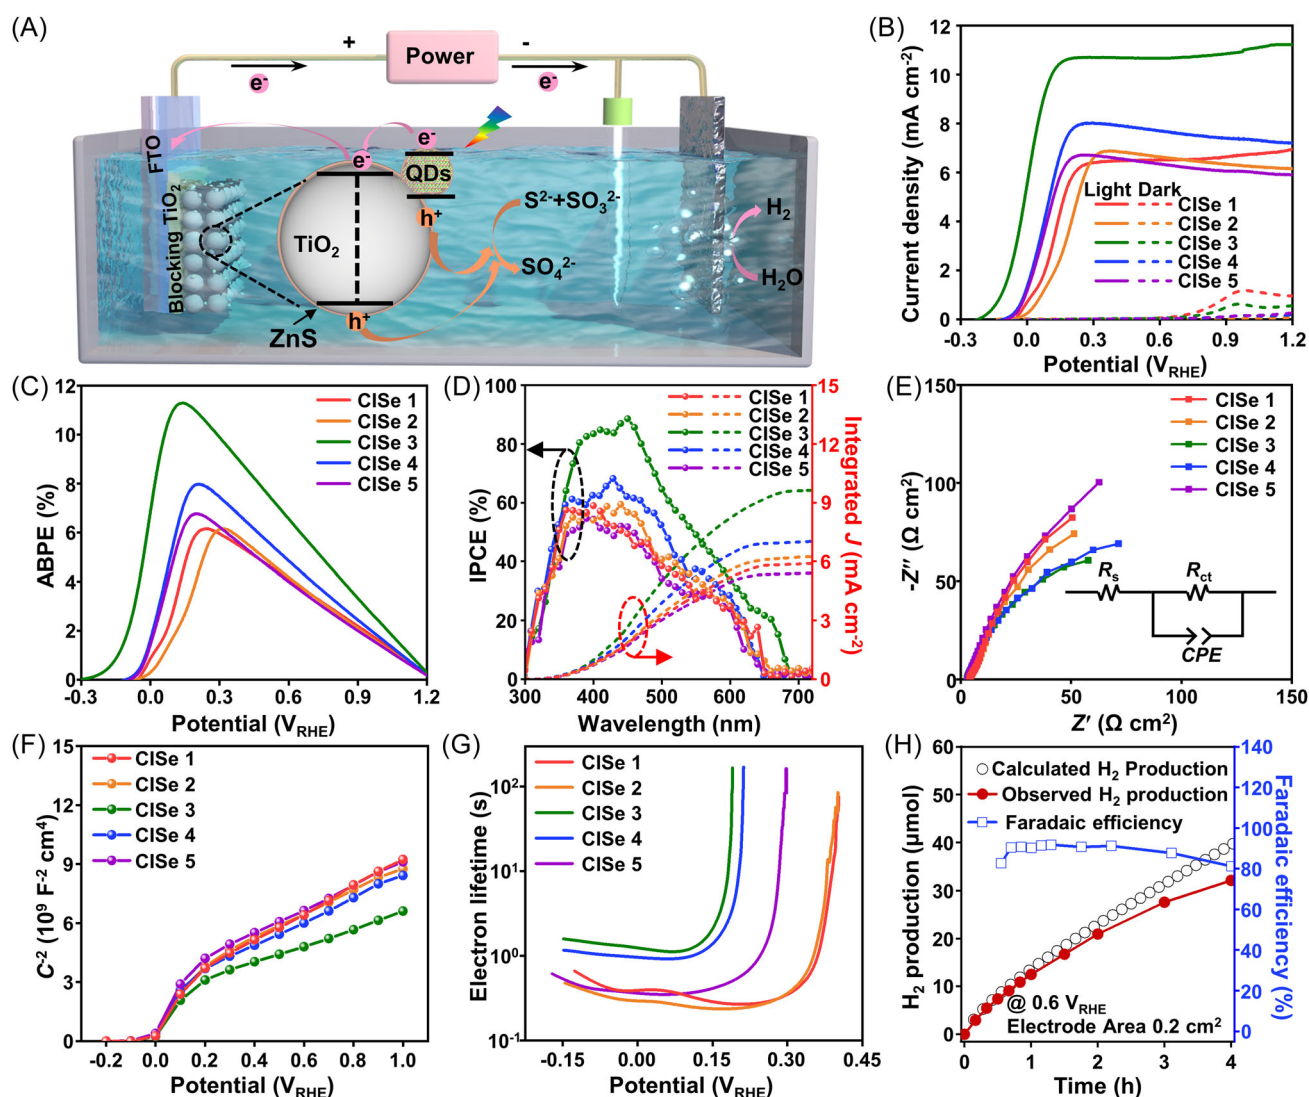 (A)
+
Power
-
e-
e-
FTO
Blocking TiO2
e-
e-
QDs
h+
TiO2
h+
ZnS
S2-+SO32-
SO42-
H2
H2O
(B)
Current density (mA cm-2)
12
10
8
6
4
2
0
Light Dark
CISe 1
CISe 2
CISe 3
CISe 4
CISe 5
-0.3 0.0 0.3 0.6 0.9 1.2
Potential (VRHE)
(C)
ABPE (%)
12
10
8
6
4
2
0
CISe 1
CISe 2
CISe 3
CISe 4
CISe 5
-0.3 0.0 0.3 0.6 0.9 1.2
Potential (VRHE)
(D)
IPCE (%)
100
80
60
40
20
0
CISe 1
CISe 2
CISe 3
CISe 4
CISe 5
15
12
9
6
3
0
Integrated J (mA cm-2)
300 400 500 600 700
Wavelength (nm)
(E)
-Z″ (Ω cm2)
150
100
50
0
CISe 1
CISe 2
CISe 3
CISe 4
CISe 5
Rs
Rct
CPE
0 50 100 150
Z′ (Ω cm2)
(F)
C-2 (109 F-2 cm4)
15
12
9
6
3
0
CISe 1
CISe 2
CISe 3
CISe 4
CISe 5
-0.2 0.0 0.2 0.4 0.6 0.8 1.0
Potential (VRHE)
(G)
Electron lifetime (s)
102
101
100
10-1
CISe 1
CISe 2
CISe 3
CISe 4
CISe 5
-0.15 0.00 0.15 0.30 0.45
Potential (VRHE)
(H)
H2 production (μmol)
60
50
40
30
20
10
0
Calculated H2 Production
Observed H2 production
Faradaic efficiency
@ 0.6 VRHE
Electrode Area 0.2 cm2
140
120
100
80
60
40
20
0
Faradaic efficiency (%)
0 1 2 3 4
Time (h)